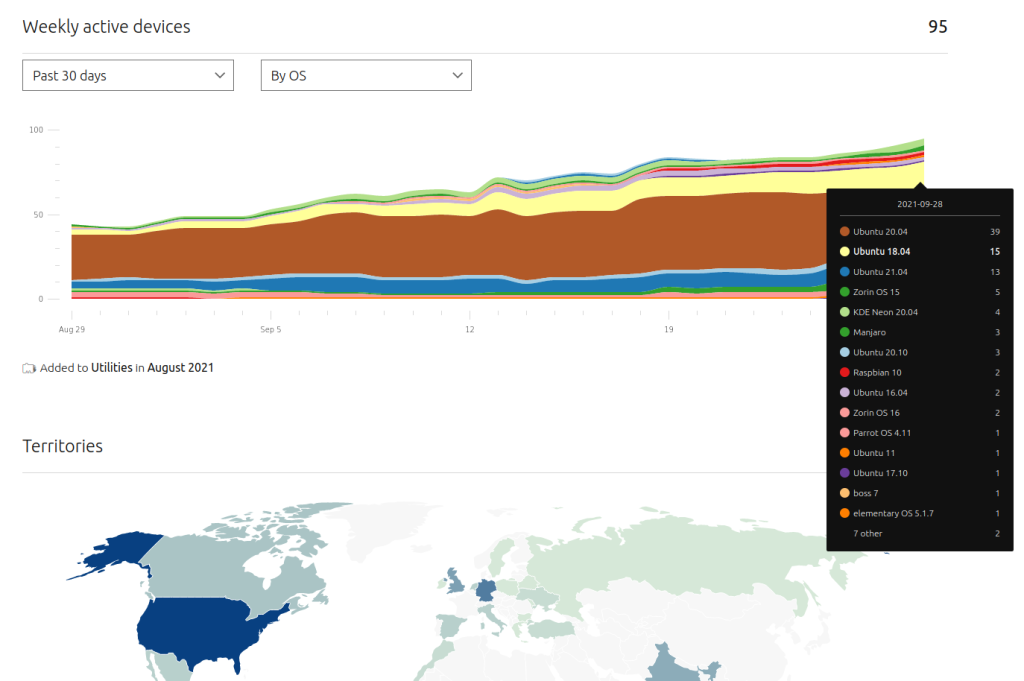 Weekly active devices 95
Past 30 days By OS
100
50
0
Aug 29 Sep 5 12 19
2021-09-28
Ubuntu 20.04 39
Ubuntu 18.04 15
Ubuntu 21.04 13
Zorin OS 15 5
KDE Neon 20.04 4
Manjaro 3
Ubuntu 20.10 3
Raspbian 10 2
Ubuntu 16.04 2
Zorin OS 16 2
Parrot OS 4.11 1
Ubuntu 11 1
Ubuntu 17.10 1
boss 7 1
elementary OS 5.1.7 1
7 other 2
Added to Utilities in August 2021
Territories